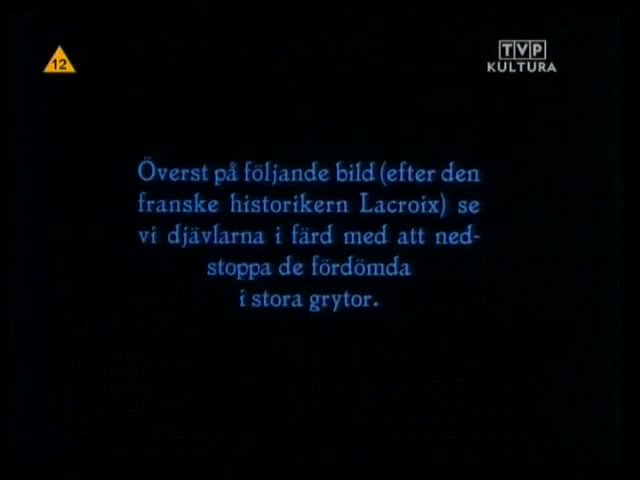 12
TVP
KULTURA
Överst på följande bild (efter den
franske historikern Lacroix) se
vi djävlarna i färd med att ned-
stoppa de fördömda
i stora grytor.